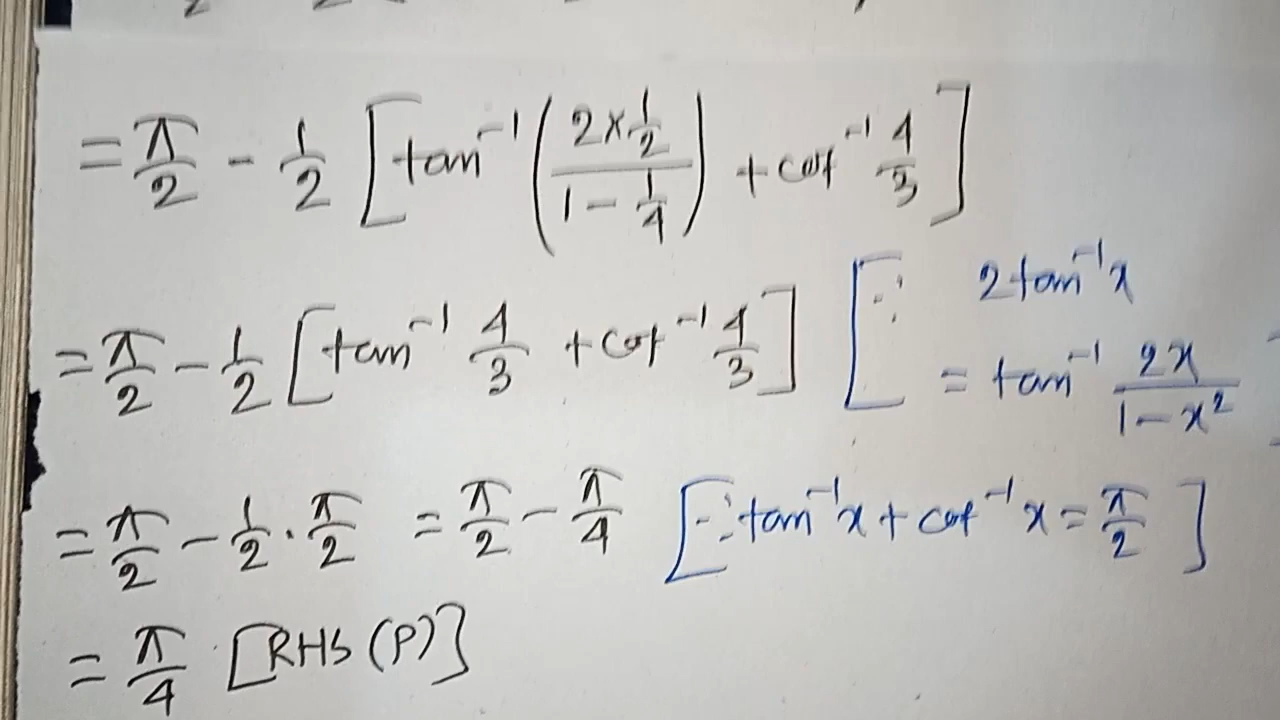 = π/2 - 1/2 [tan⁻¹((2×1/2)/(1-1/4)) + cot⁻¹ 4/3]
= π/2 - 1/2 [tan⁻¹ 4/3 + cot⁻¹ 4/3] [∵ 2tan⁻¹x
= tan⁻¹ 2x/(1-x²)
= π/2 - 1/2 · π/2 = π/2 - π/4 [∵ tan⁻¹x + cot⁻¹x = π/2]
= π/4 [RHS (P)]